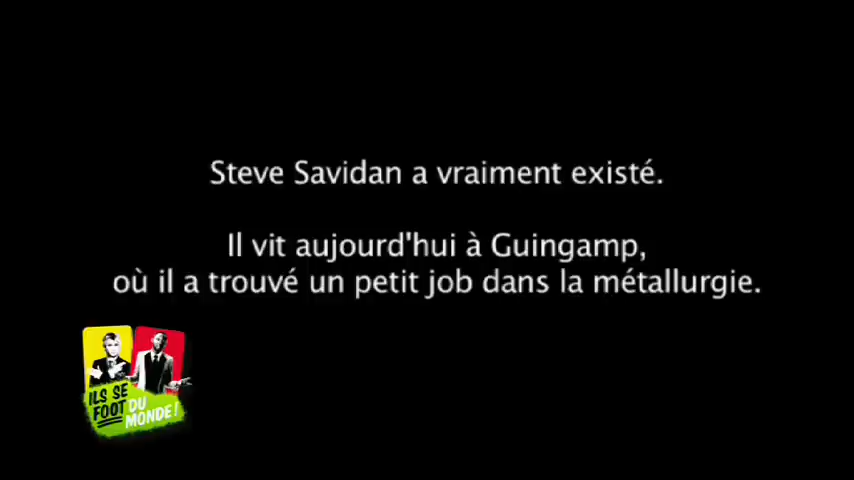 Steve Savidan a vraiment existé.
Il vit aujourd'hui à Guingamp,
où il a trouvé un petit job dans la métallurgie.
ILS SE
FOOT DU
MONDE !